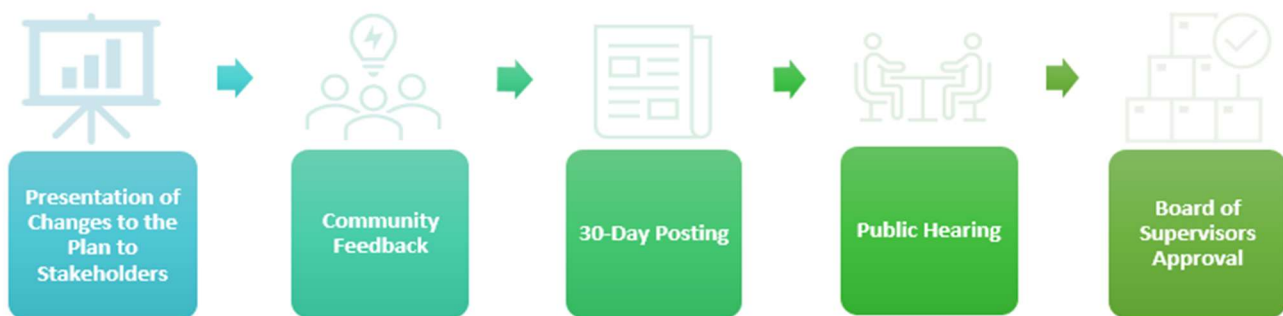 Presentation of
Changes to the
Plan to
Stakeholders
Community
Feedback
30-Day Posting
Public Hearing
Board of
Supervisors
Approval